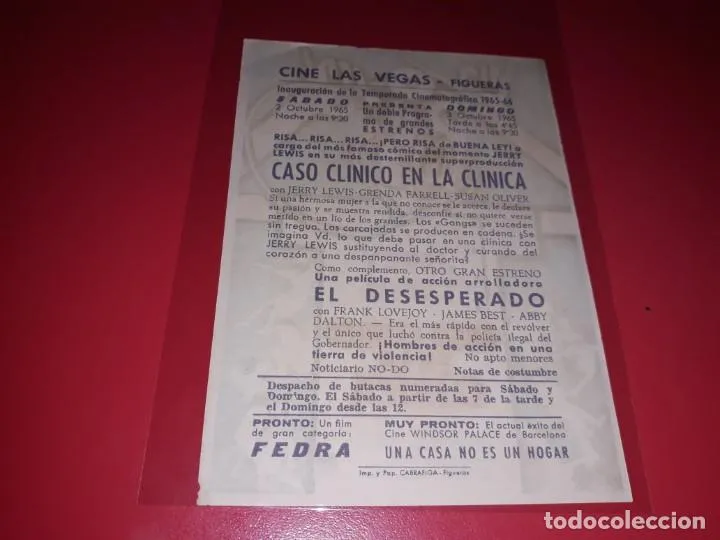 CINE LAS VEGAS - FIGUERAS
Inauguración de la Temporada Cinematográfica 1965-66
SABADO
2 Octubre 1965
Noche a las 9'30
PRESENTA
Un doble Progra-
ma de grandes
ESTRENOS
DOMINGO
3 Octubre 1965
Tarde a las 4'45
Noche a las 9'30
RISA... RISA... RISA... ¡PERO RISA de BUENA LEY! a
cargo del más famoso cómico del momento JERRY
LEWIS en su más desternillante superproducción
CASO CLINICO EN LA CLINICA
con JERRY LEWIS-GRENDA FARRELL-SUSAN OLIVER
Si una hermosa mujer a la que no conoce se le acerca, le declara
su pasión y se muestra rendida, desconfíe si no quiere verse
metido en un lío de los grandes. Los «Gangs» se suceden
sin tregua. Las carcajadas se producen en cadena. ¿Se
imagina Vd. lo que debe pasar en una clínica con
JERRY LEWIS sustituyendo al doctor y curando del
corazón a una despanpanante señorita?
Como complemento, OTRO GRAN ESTRENO
Una película de acción arrolladora
EL DESESPERADO
con FRANK LOVEJOY - JAMES BEST - ABBY
DALTON. — Era el más rápido con el revólver
y el único que luchó contra la policía ilegal del
Gobernador. ¡Hombres de acción en una
tierra de violencia! No apto menores
Noticiario NO-DO Notas de costumbre
Despacho de butacas numeradas para Sábado y
Domingo. El Sábado a partir de las 7 de la tarde y
el Domingo desde las 12.
PRONTO: Un film
de gran categoría:
FEDRA
MUY PRONTO: El actual éxito del
Cine WINDSOR PALACE de Barcelona
UNA CASA NO ES UN HOGAR
Imp. y Pap. CABRAFIGA - Figueras
todocoleccion
todocoleccion.net